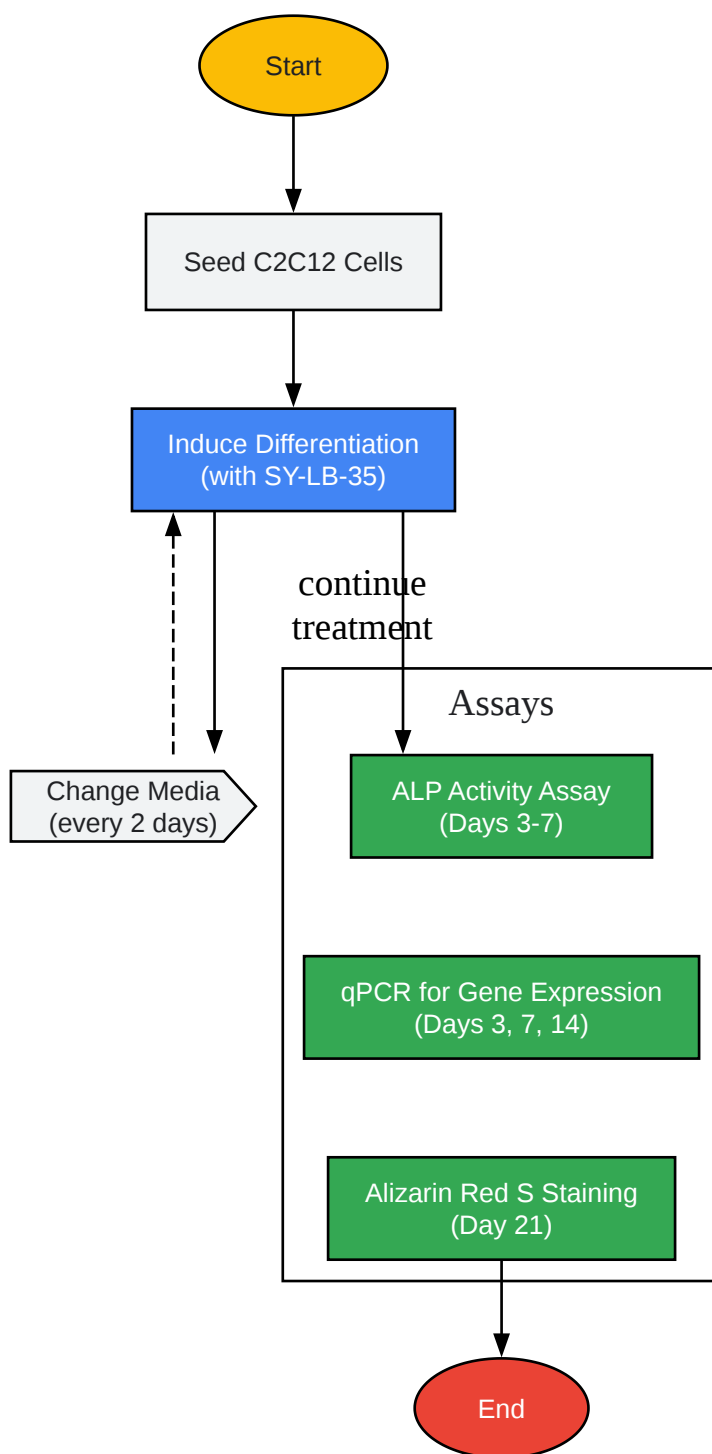 Start
Seed C2C12 Cells
Induce Differentiation
(with SY-LB-35)
continue
treatment
Assays
Change Media
(every 2 days)
ALP Activity Assay
(Days 3-7)
qPCR for Gene Expression
(Days 3, 7, 14)
Alizarin Red S Staining
(Day 21)
End